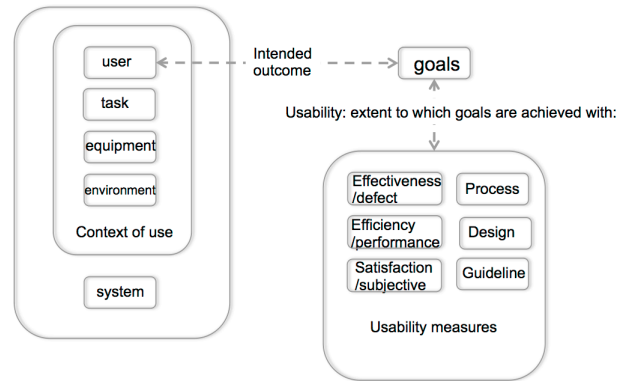 user
task
equipment
environment
Context of use
system
Intended
outcome
goals
Usability: extent to which goals are achieved with:
Effectiveness
/defect
Efficiency
/performance
Satisfaction
/subjective
Process
Design
Guideline
Usability measures